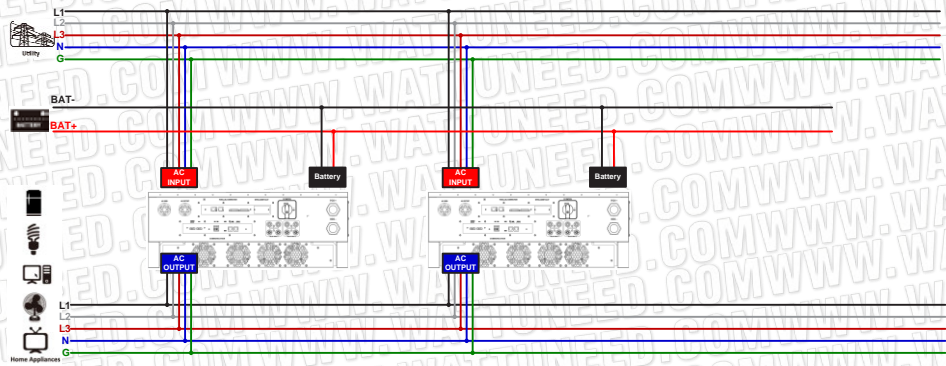 L1
L2
L3
N
G
Utility
BAT-
BAT+
AC
INPUT
Battery
AC
INPUT
Battery
AC
OUTPUT
AC
OUTPUT
L1
L2
L3
N
G
Home Appliances
WWW.WATTUNEED.COM